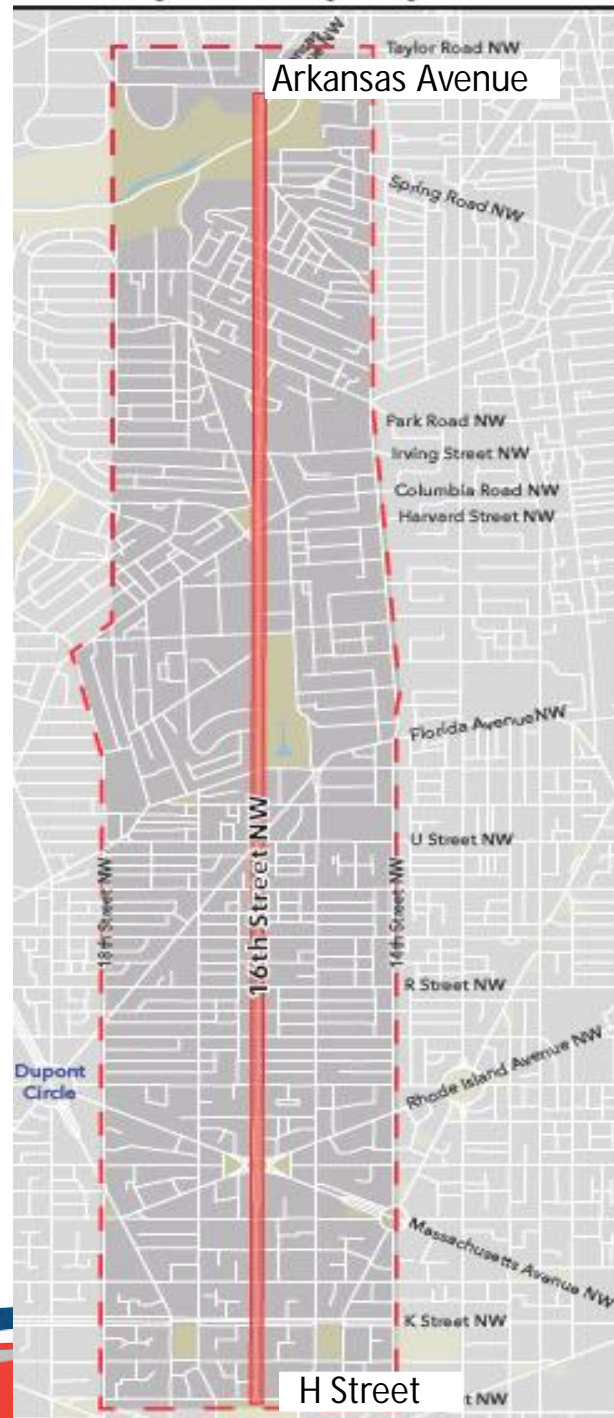 Taylor Road NW
Arkansas Avenue
Spring Road NW
Park Road NW
Irving Street NW
Columbia Road NW
Harvard Street NW
Florida Avenue NW
U Street NW
16th Street NW
18th Street NW
14th Street NW
R Street NW
Dupont
Circle
Rhode Island Avenue NW
Massachusetts Avenue NW
K Street NW
H Street
t NW